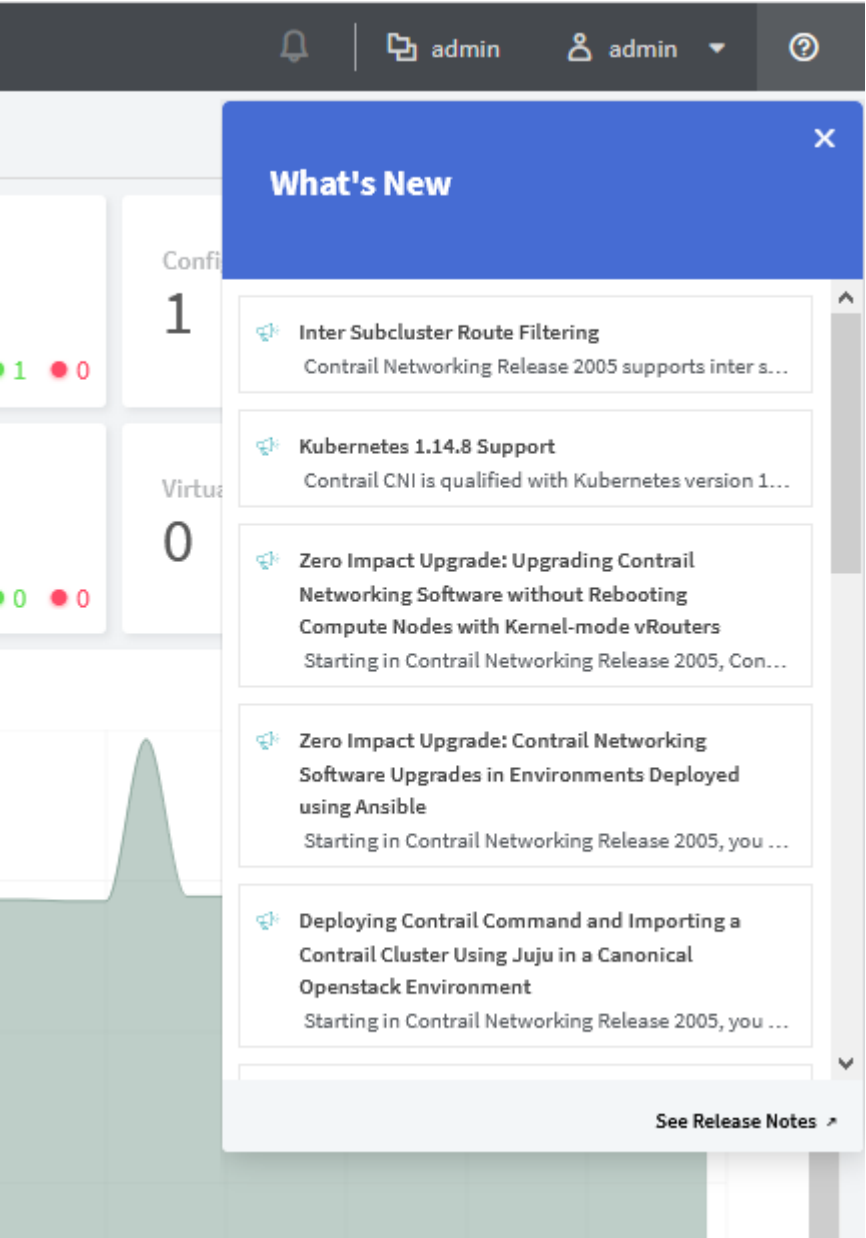 admin admin
What's New
Confi
1
1 0
Inter Subcluster Route Filtering
Contrail Networking Release 2005 supports inter s...
Kubernetes 1.14.8 Support
Contrail CNI is qualified with Kubernetes version 1...
Virtua
0
0 0
Zero Impact Upgrade: Upgrading Contrail
Networking Software without Rebooting
Compute Nodes with Kernel-mode vRouters
Starting in Contrail Networking Release 2005, Con...
Zero Impact Upgrade: Contrail Networking
Software Upgrades in Environments Deployed
using Ansible
Starting in Contrail Networking Release 2005, you ...
Deploying Contrail Command and Importing a
Contrail Cluster Using Juju in a Canonical
Openstack Environment
Starting in Contrail Networking Release 2005, you ...
See Release Notes